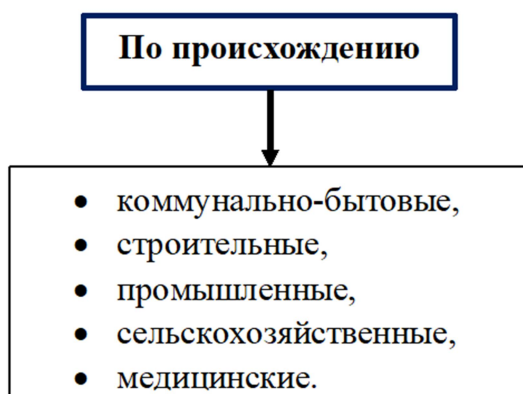 По происхождению
• коммунально-бытовые,
• строительные,
• промышленные,
• сельскохозяйственные,
• медицинские.